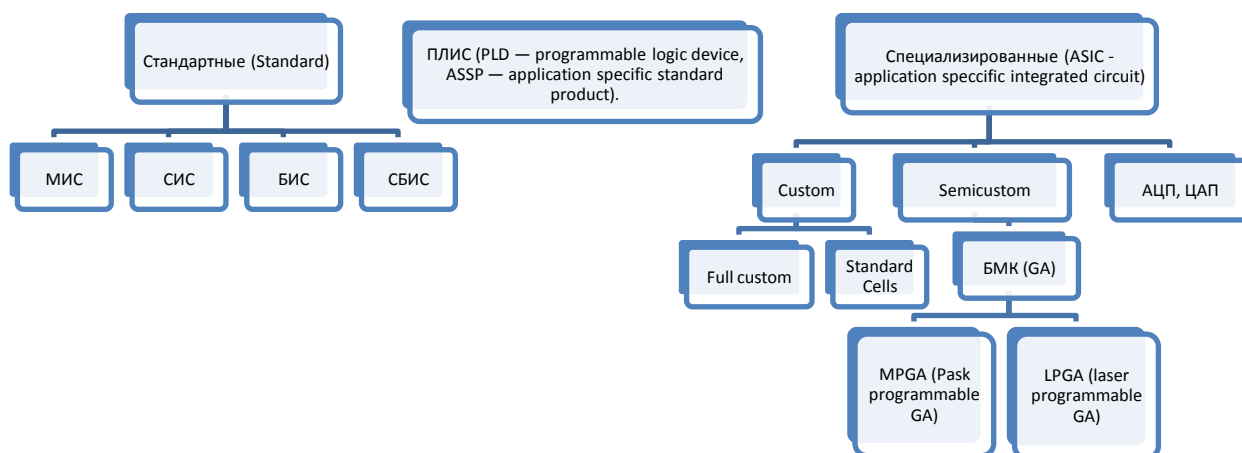 Стандартные (Standard)
ПЛИС (PLD — programmable logic device,
ASSP — application specific standard
product).
Специализированные (ASIC -
application speccific integrated circuit)
МИС
СИС
БИС
СБИС
Custom
Semicustom
АЦП, ЦАП
Full custom
Standard
Cells
БМК (GA)
MPGA (Pask
programmable
GA)
LPGA (laser
programmable
GA)